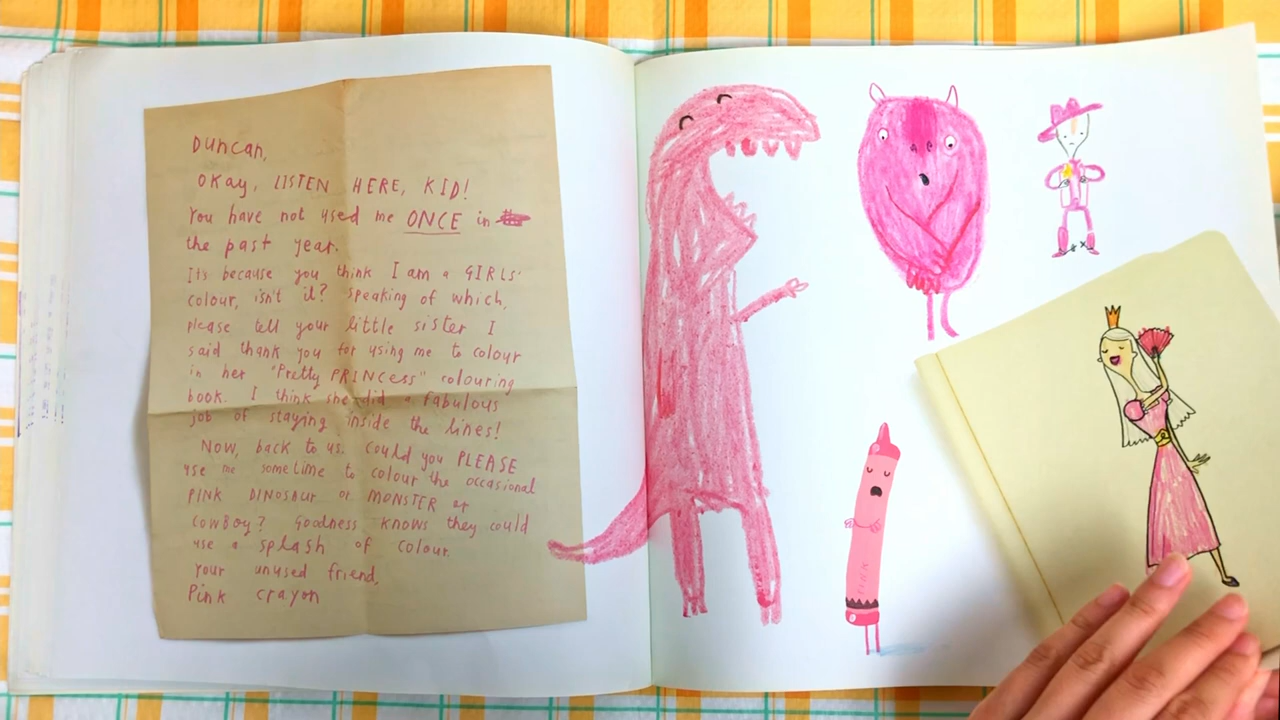 Duncan,
Okay, LISTEN HERE, KID!
You have not used me ONCE in
the past year.
It's because you think I am a GIRLS'
colour, isn't it? Speaking of which,
please tell your little sister I
said thank you for using me to colour
in her "Pretty PRINCESS" colouring
book. I think she did a fabulous
job of staying inside the lines!
Now, back to us. Could you PLEASE
use me sometime to colour the occasional
PINK DINOSAUR or MONSTER or
COWBOY? Goodness knows they could
use a splash of colour.
Your unused friend,
Pink crayon